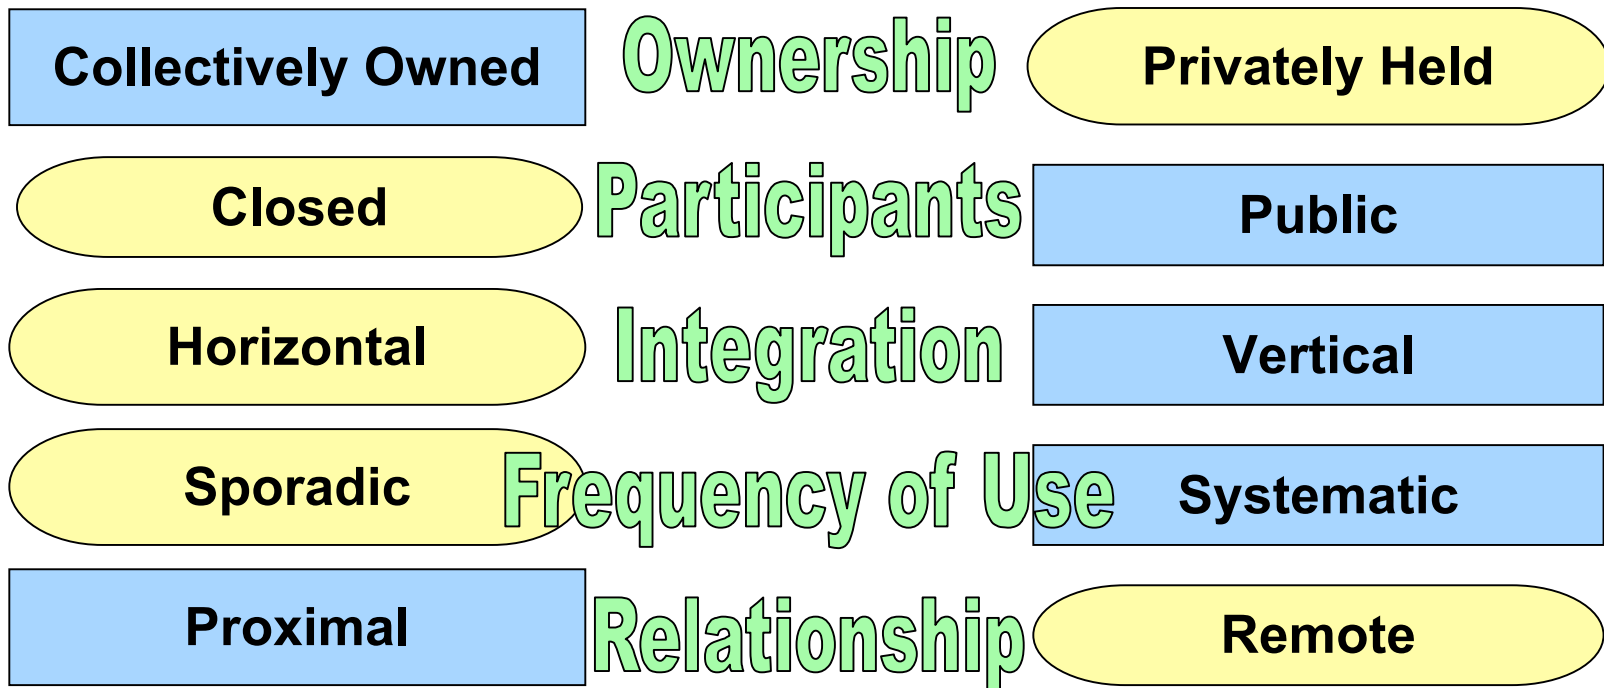 Collectively Owned
Ownership
Privately Held
Closed
Participants
Public
Horizontal
Integration
Vertical
Sporadic
Frequency of Use
Systematic
Proximal
Relationship
Remote